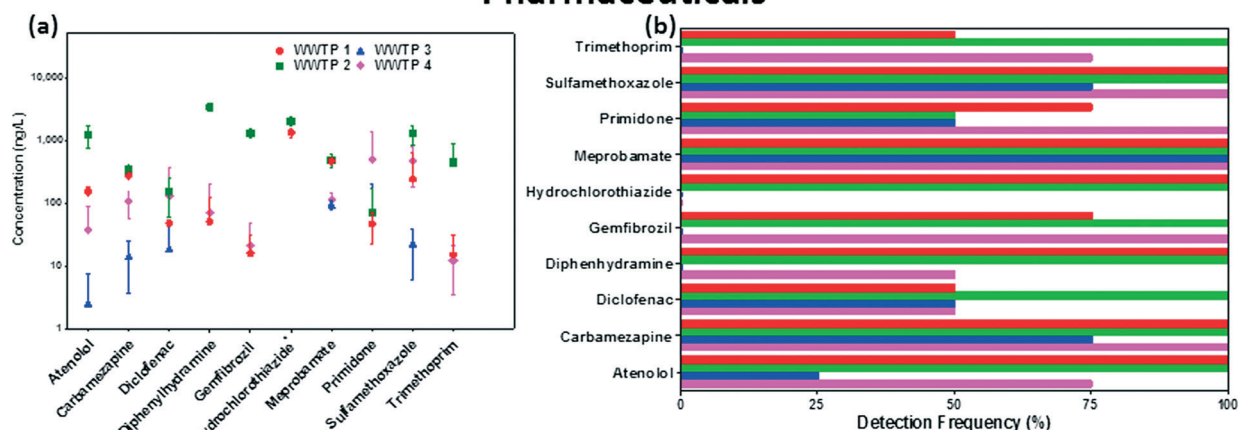 Pharmaceuticals
(a)
WWTP 1
WWTP 2
WWTP 3
WWTP 4
Concentration (ng/L)
10,000
1,000
100
10
1
Atenolol
Carbamezapine
Diclofenac
Diphenylhydramine
Gemfibrozil
Hydrochlorothiazide
Meprobamate
Primidone
Sulfamethoxazole
Trimethoprim
(b)
Trimethoprim
Sulfamethoxazole
Primidone
Meprobamate
Hydrochlorothiazide
Gemfibrozil
Diphenhydramine
Diclofenac
Carbamezapine
Atenolol
0 25 50 75 100
Detection Frequency (%)